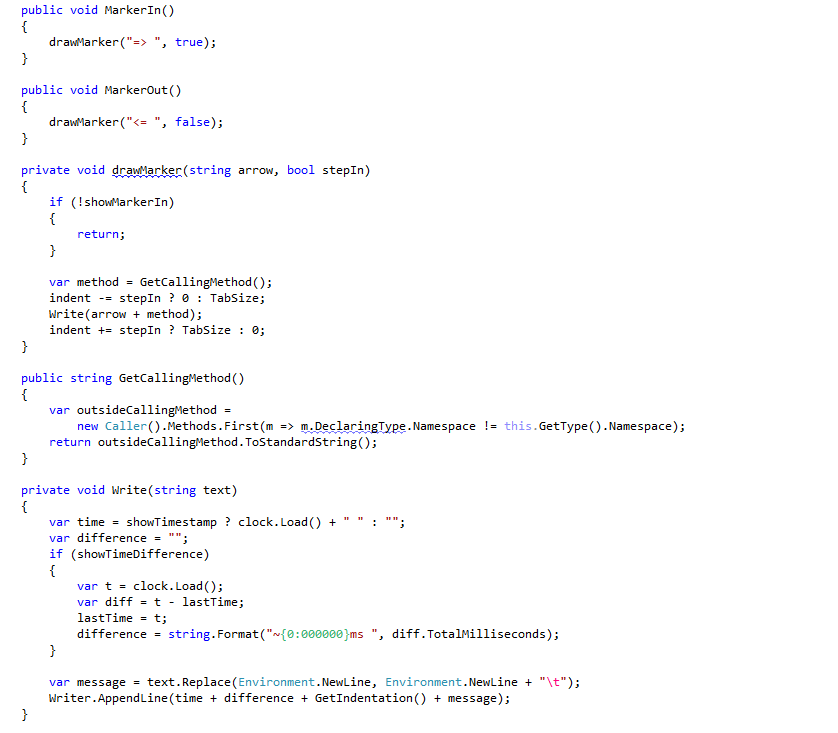 public void MarkerIn()
{
    drawMarker("=> ", true);
}

public void MarkerOut()
{
    drawMarker("<= ", false);
}

private void drawMarker(string arrow, bool stepIn)
{
    if (!showMarkerIn)
    {
        return;
    }

    var method = GetCallingMethod();
    indent -= stepIn ? 0 : TabSize;
    Write(arrow + method);
    indent += stepIn ? TabSize : 0;
}

public string GetCallingMethod()
{
    var outsideCallingMethod =
        new Caller().Methods.First(m => m.DeclaringType.Namespace != this.GetType().Namespace);
    return outsideCallingMethod.ToStandardString();
}

private void Write(string text)
{
    var time = showTimestamp ? clock.Load() + " " : "";
    var difference = "";
    if (showTimeDifference)
    {
        var t = clock.Load();
        var diff = t - lastTime;
        lastTime = t;
        difference = string.Format("~{0:000000}ms ", diff.TotalMilliseconds);
    }

    var message = text.Replace(Environment.NewLine, Environment.NewLine + "\t");
    Writer.AppendLine(time + difference + GetIndentation() + message);
}